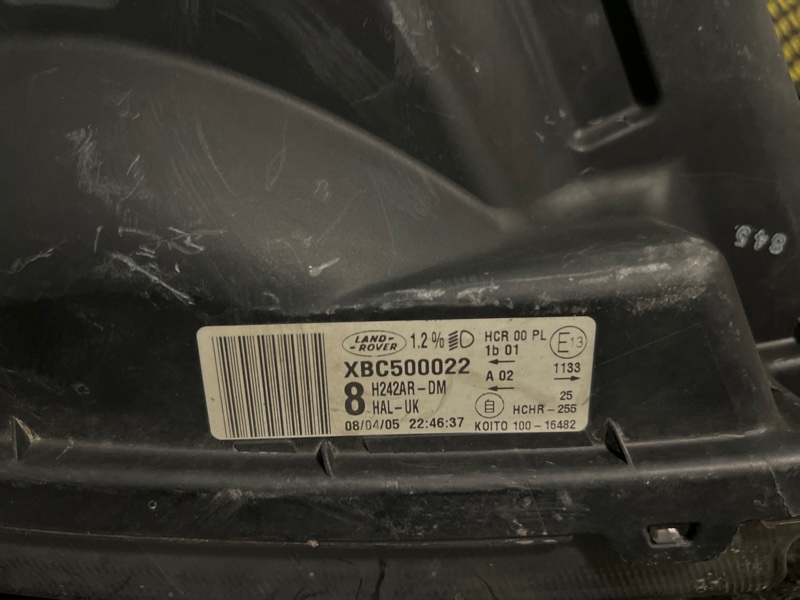 LAND-
-ROVER
1.2%
HCR 00 PL
1b 01
E13
XBC500022
8
H242AR-DM
HAL-UK
A 02
1133
25
HCHR-255
08/04/05 22:46:37
KOITO 100-16482
845